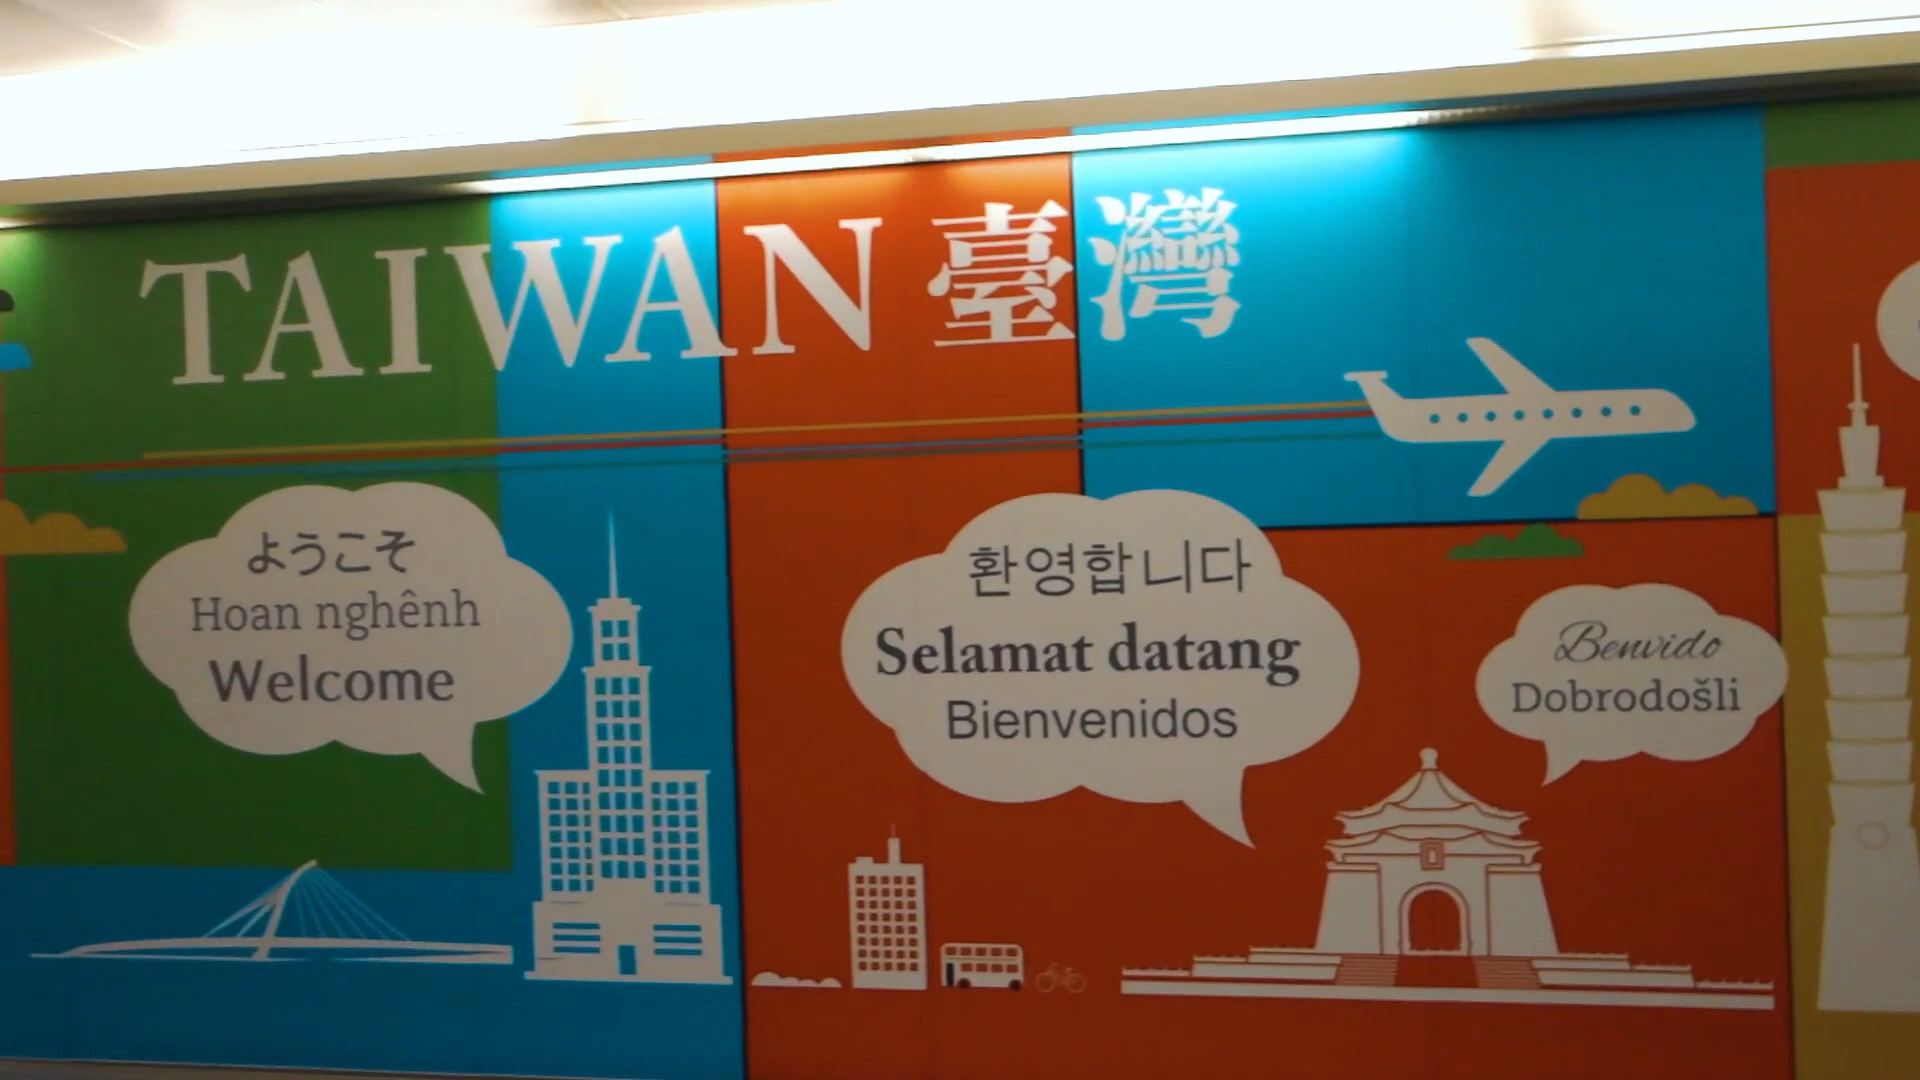 TAIWAN 臺灣
ようこそ
Hoan nghênh
Welcome
환영합니다
Selamat datang
Bienvenidos
Benvido
Dobrodošli